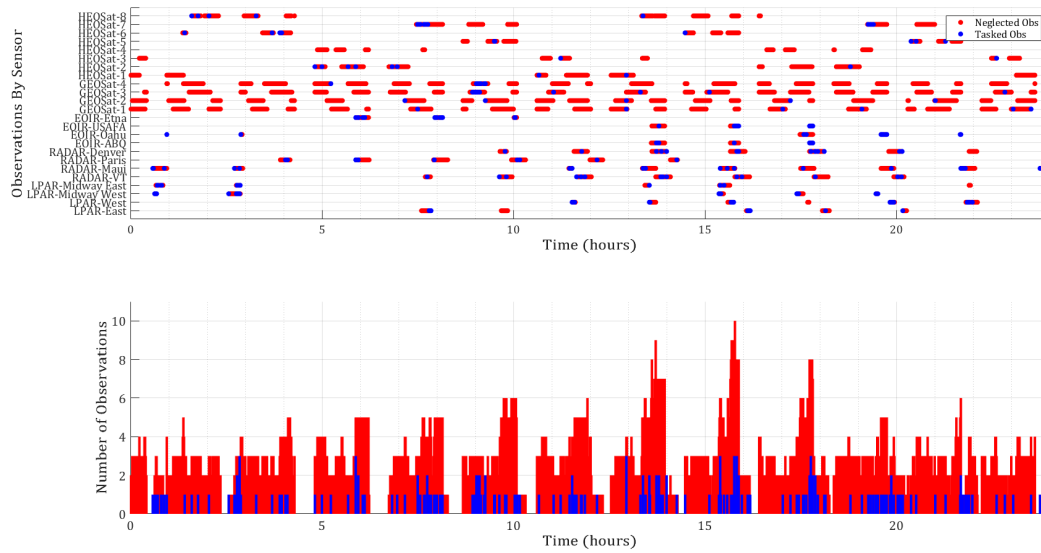 Observations By Sensor
HEOSat-8
HEOSat-7
HEOSat-6
HEOSat-5
HEOSat-4
HEOSat-3
HEOSat-2
HEOSat-1
GEOSat-4
GEOSat-3
GEOSat-2
GEOSat-1
EOIR-Etna
EOIR-USAFA
EOIR-Oahu
EOIR-ABQ
RADAR-Denver
RADAR-Paris
RADAR-Maui
RADAR-VT
LPAR-Midway East
LPAR-Midway West
LPAR-West
LPAR-East
Neglected Obs
Tasked Obs
0 5 10 15 20
Time (hours)
Number of Observations
10
8
6
4
2
0
0 5 10 15 20
Time (hours)